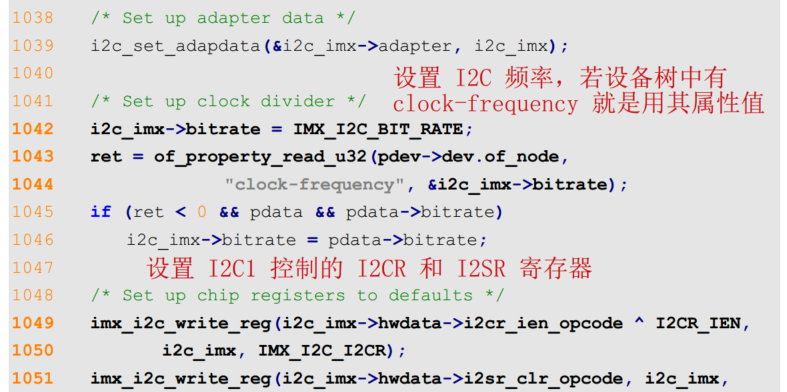 1038 /* Set up adapter data */
1039 i2c_set_adapdata(&i2c_imx->adapter, i2c_imx);
1040
设置 I2C 频率，若设备树中有
1041 /* Set up clock divider */ clock-frequency 就是用其属性值
1042 i2c_imx->bitrate = IMX_I2C_BIT_RATE;
1043 ret = of_property_read_u32(pdev->dev.of_node,
1044 "clock-frequency", &i2c_imx->bitrate);
1045 if (ret < 0 && pdata && pdata->bitrate)
1046 i2c_imx->bitrate = pdata->bitrate;
1047 设置 I2C1 控制的 I2CR 和 I2SR 寄存器
1048 /* Set up chip registers to defaults */
1049 imx_i2c_write_reg(i2c_imx->hwdata->i2cr_ien_opcode ^ I2CR_IEN,
1050 i2c_imx, IMX_I2C_I2CR);
1051 imx_i2c_write_reg(i2c_imx->hwdata->i2sr_clr_opcode, i2c_imx,